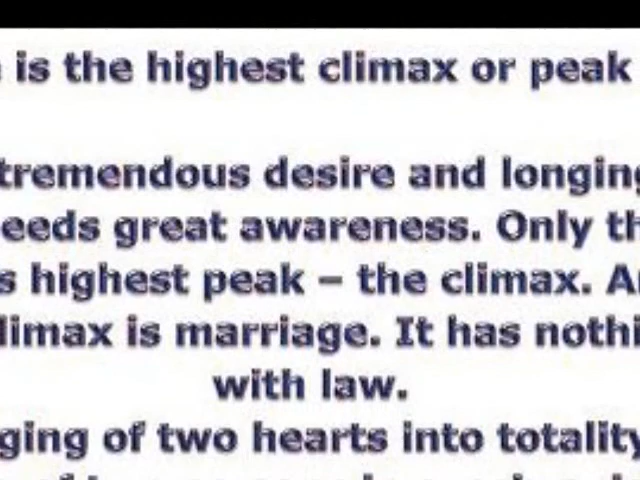 is the highest climax or peak
tremendous desire and longing
eeds great awareness. Only th
s highest peak – the climax. A
limax is marriage. It has nothi
with law.
ging of two hearts into totality